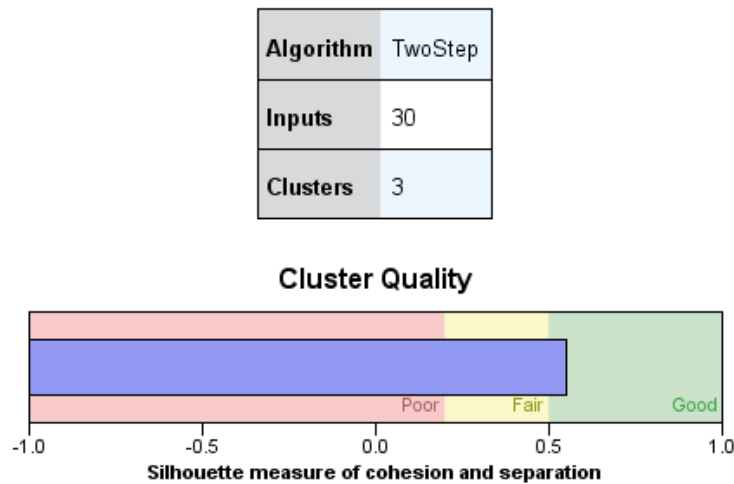 Algorithm TwoStep
Inputs 30
Clusters 3
Cluster Quality
Poor Fair Good
-1.0 -0.5 0.0 0.5 1.0
Silhouette measure of cohesion and separation